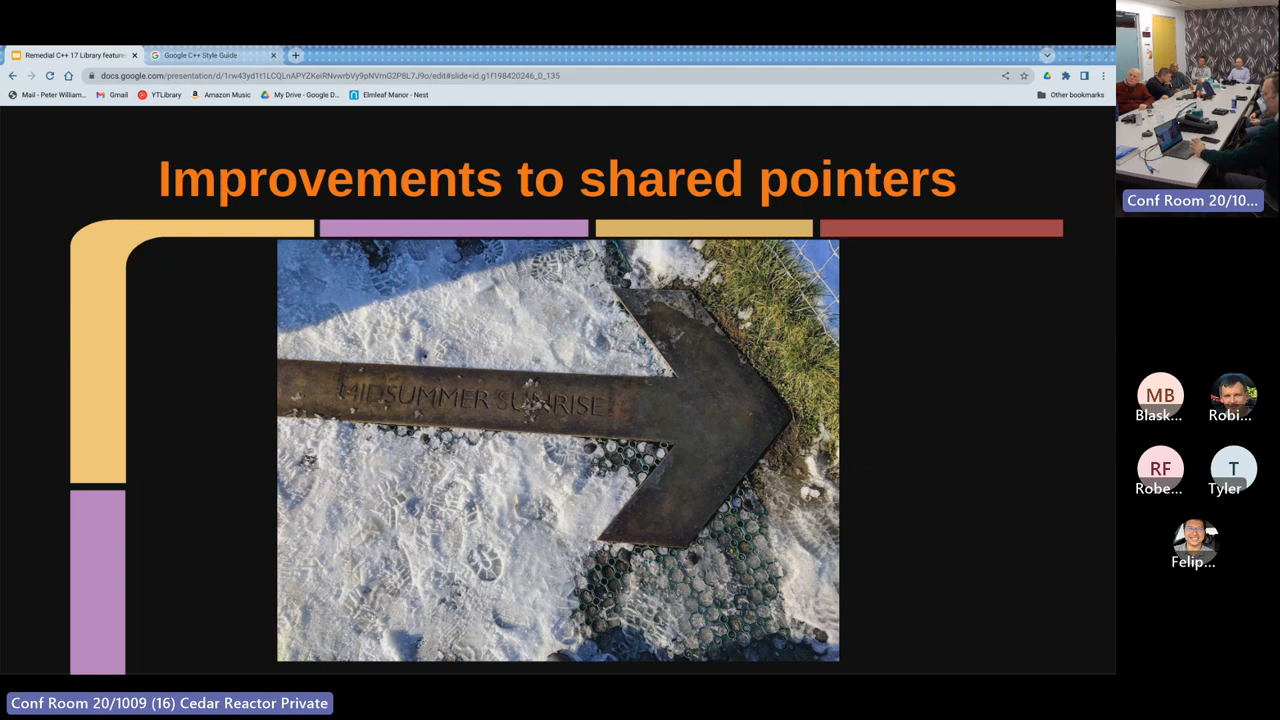 Remedial C++ 17 Library feature
Google C++ Style Guide
docs.google.com/presentation/d/1rw43yd1t1LCQLnAPYZKeiRNvwrbVy9pNVmG2P8L7J9o/edit#slide=id.g1f198420246_0_135
Mail - Peter William...
Gmail
YTLibrary
Amazon Music
My Drive - Google D...
Elmleaf Manor - Nest
Other bookmarks
Improvements to shared pointers
MIDSUMMER SUNRISE
Conf Room 20/10...
MB
Blask...
Robi...
RF
Robe...
T
Tyler
Felip...
Conf Room 20/1009 (16) Cedar Reactor Private